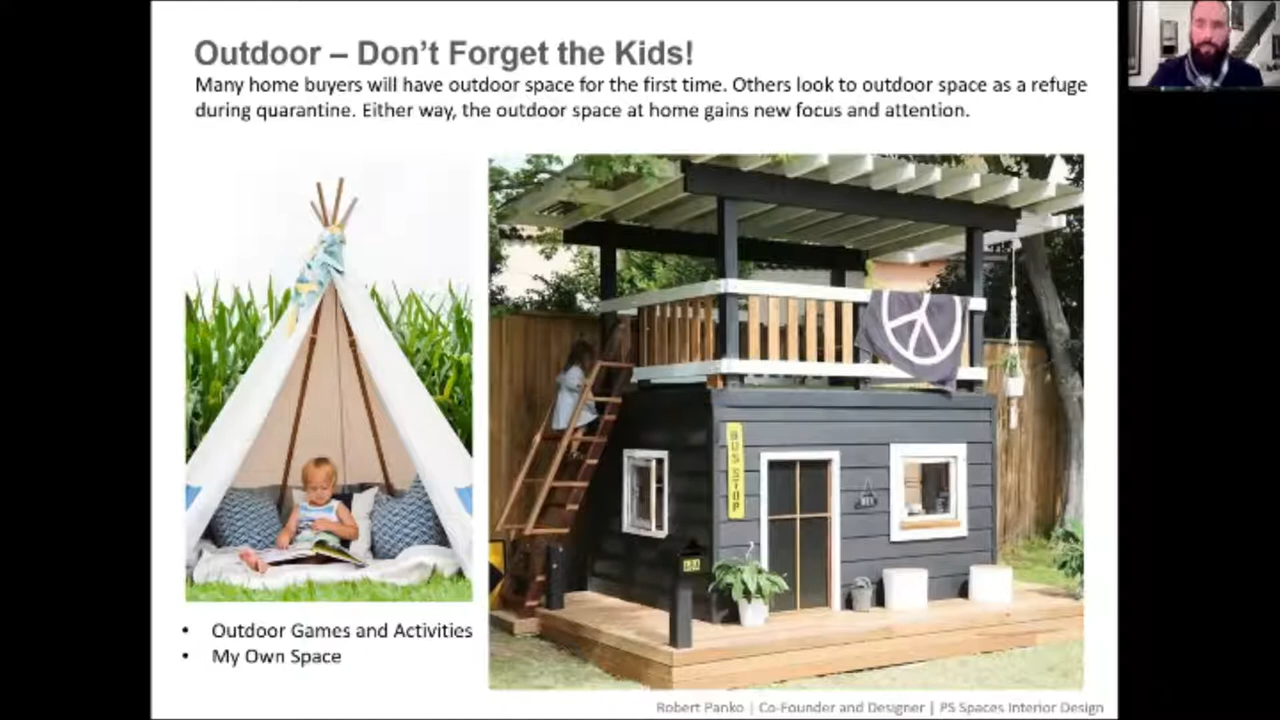 Outdoor – Don't Forget the Kids!
Many home buyers will have outdoor space for the first time. Others look to outdoor space as a refuge
during quarantine. Either way, the outdoor space at home gains new focus and attention.
BUS STOP
• Outdoor Games and Activities
• My Own Space
Robert Panko | Co-Founder and Designer | PS Spaces Interior Design